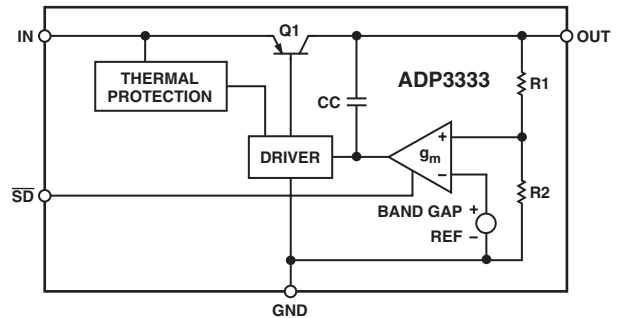 IN
Q1
OUT
THERMAL
PROTECTION
CC
ADP3333
R1
DRIVER
+
gm
−
SD
R2
BAND GAP +
REF −
GND